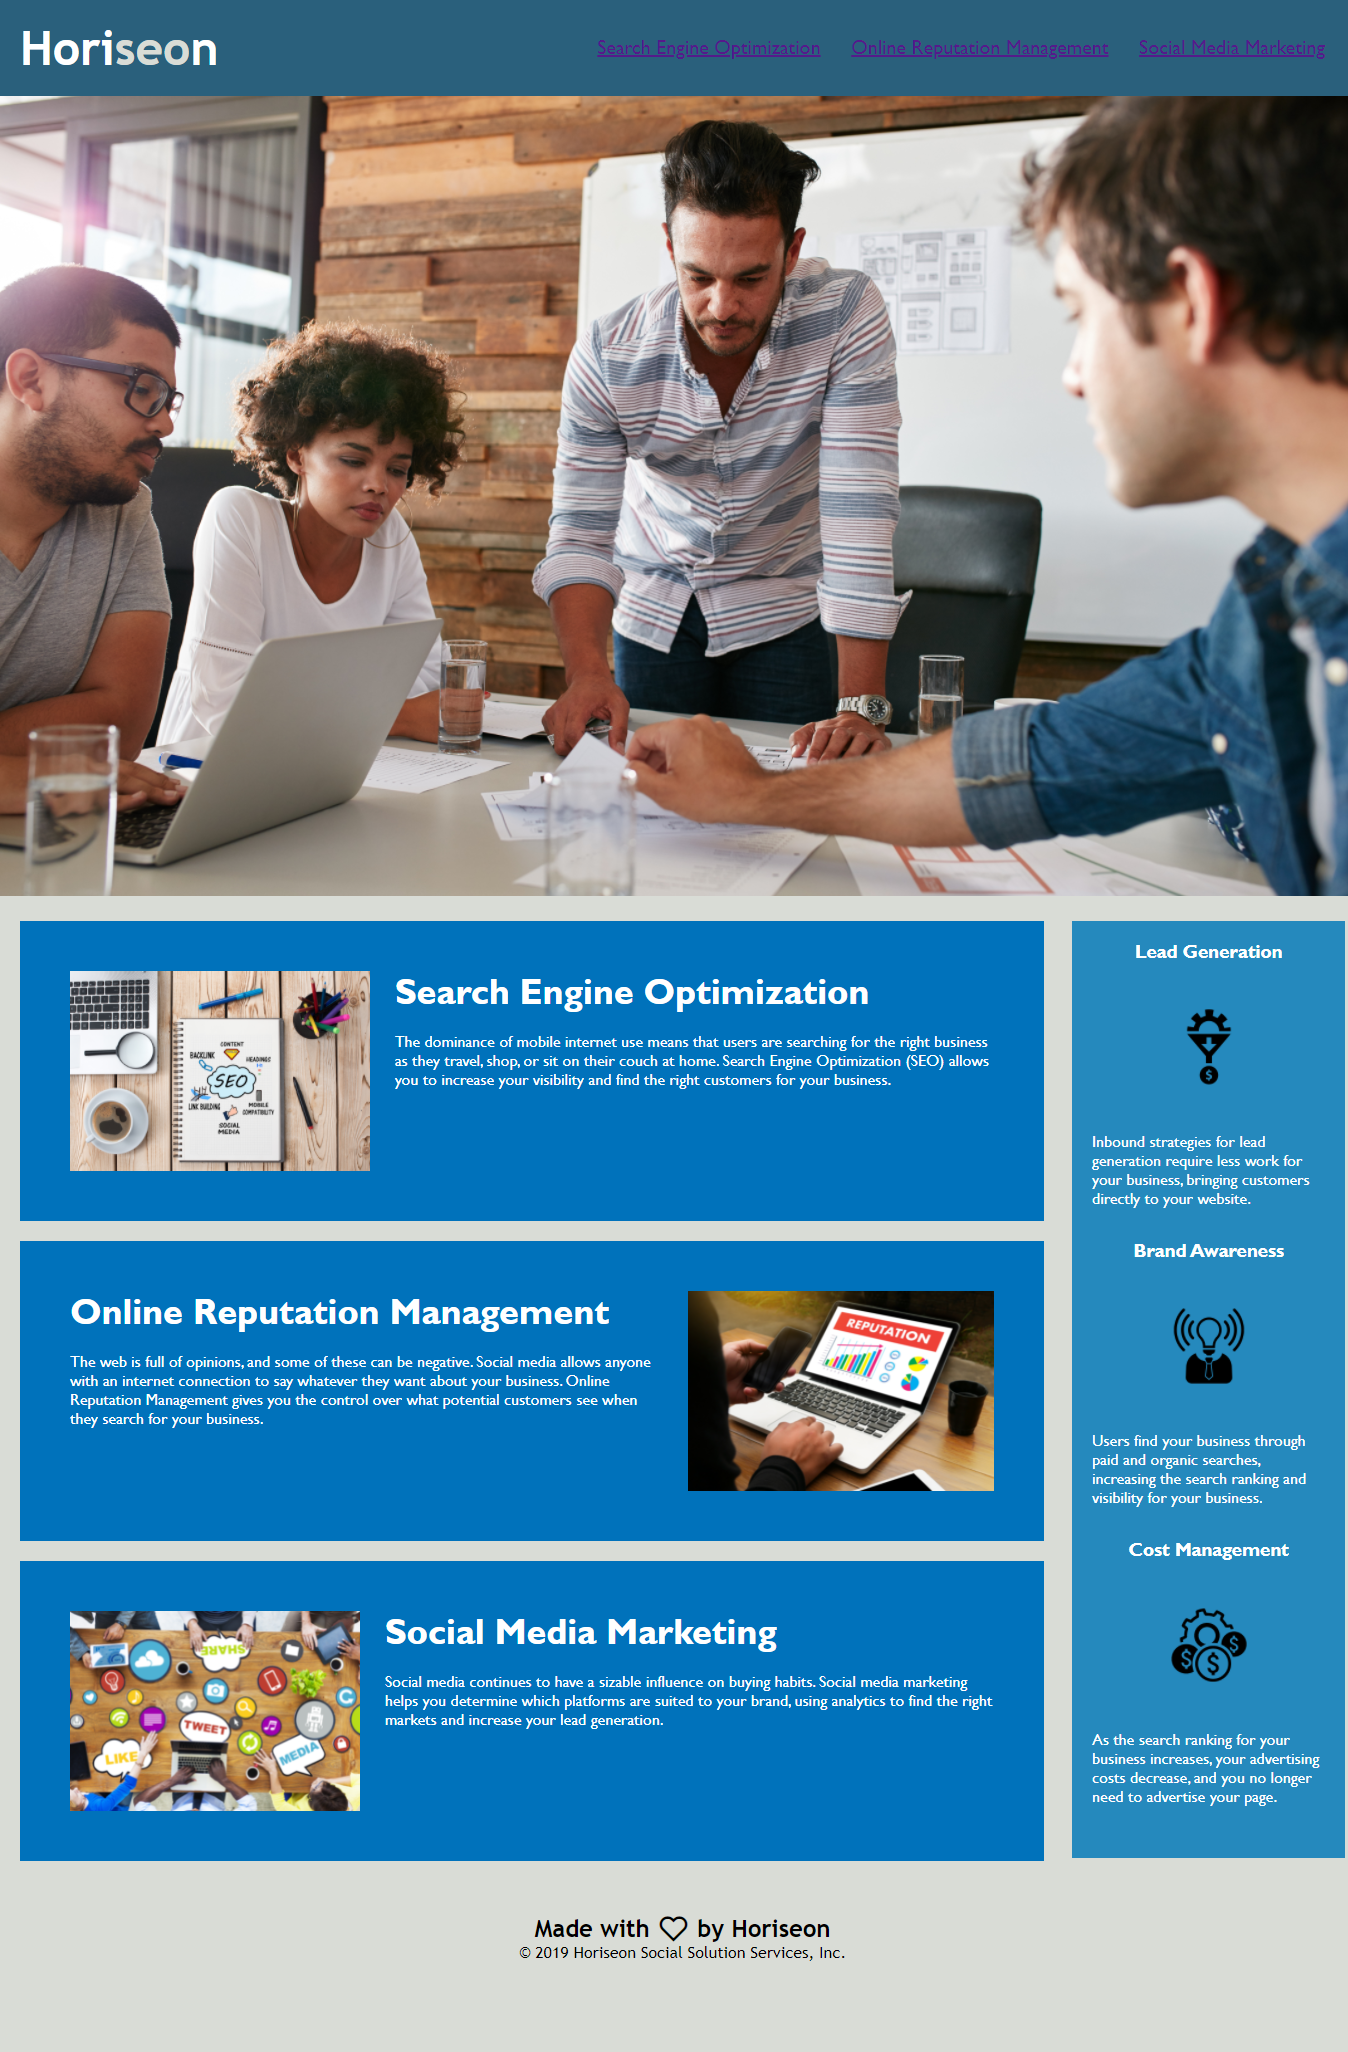 Horiseon
Search Engine Optimization
Online Reputation Management
Social Media Marketing
Search Engine Optimization
The dominance of mobile internet use means that users are searching for the right business
as they travel, shop, or sit on their couch at home. Search Engine Optimization (SEO) allows
you to increase your visibility and find the right customers for your business.
CONTENT
BACKLINK
HEADINGS
SEO
LINK BUILDING
MOBILE
COMPATIBILITY
SOCIAL
MEDIA
Online Reputation Management
The web is full of opinions, and some of these can be negative. Social media allows anyone
with an internet connection to say whatever they want about your business. Online
Reputation Management gives you the control over what potential customers see when
they search for your business.
REPUTATION
SHARE
TWEET
LIKE
MEDIA
Social Media Marketing
Social media continues to have a sizable influence on buying habits. Social media marketing
helps you determine which platforms are suited to your brand, using analytics to find the right
markets and increase your lead generation.
Lead Generation
$
Inbound strategies for lead
generation require less work for
your business, bringing customers
directly to your website.
Brand Awareness
Users find your business through
paid and organic searches,
increasing the search ranking and
visibility for your business.
Cost Management
$ $ $
As the search ranking for your
business increases, your advertising
costs decrease, and you no longer
need to advertise your page.
Made with by Horiseon
© 2019 Horiseon Social Solution Services, Inc.